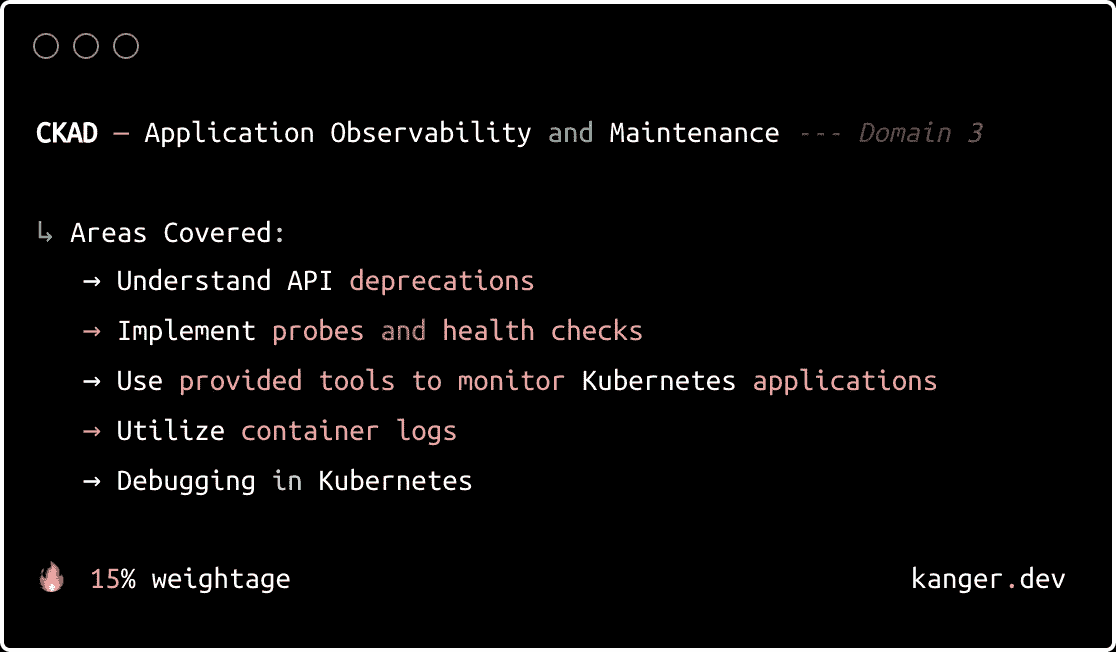 CKAD – Application Observability and Maintenance --- Domain 3
↳ Areas Covered:
→ Understand API deprecations
→ Implement probes and health checks
→ Use provided tools to monitor Kubernetes applications
→ Utilize container logs
→ Debugging in Kubernetes
🔥 15% weightage
kanger.dev